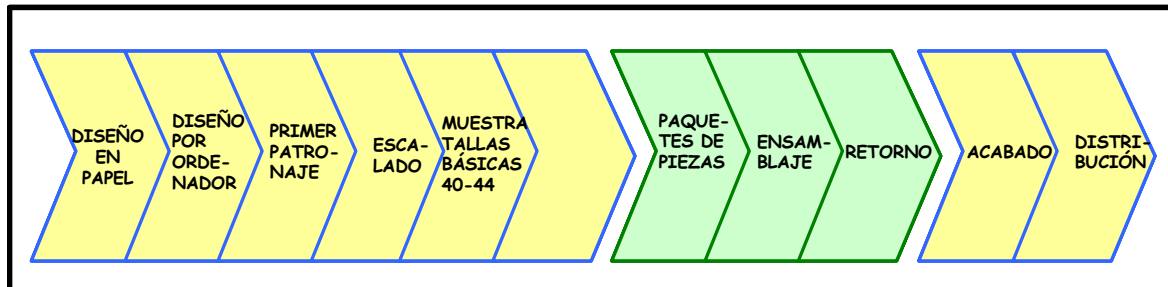 DISEÑO
EN
PAPEL
DISEÑO
POR
ORDE-
NADOR
PRIMER
PATRO-
NAJE
ESCA-
LADO
MUESTRA
TALLAS
BÁSICAS
40-44
PAQUE-
TES DE
PIEZAS
ENSAM-
BLAJE
RETORNO
ACABADO
DISTRI-
BUCIÓN